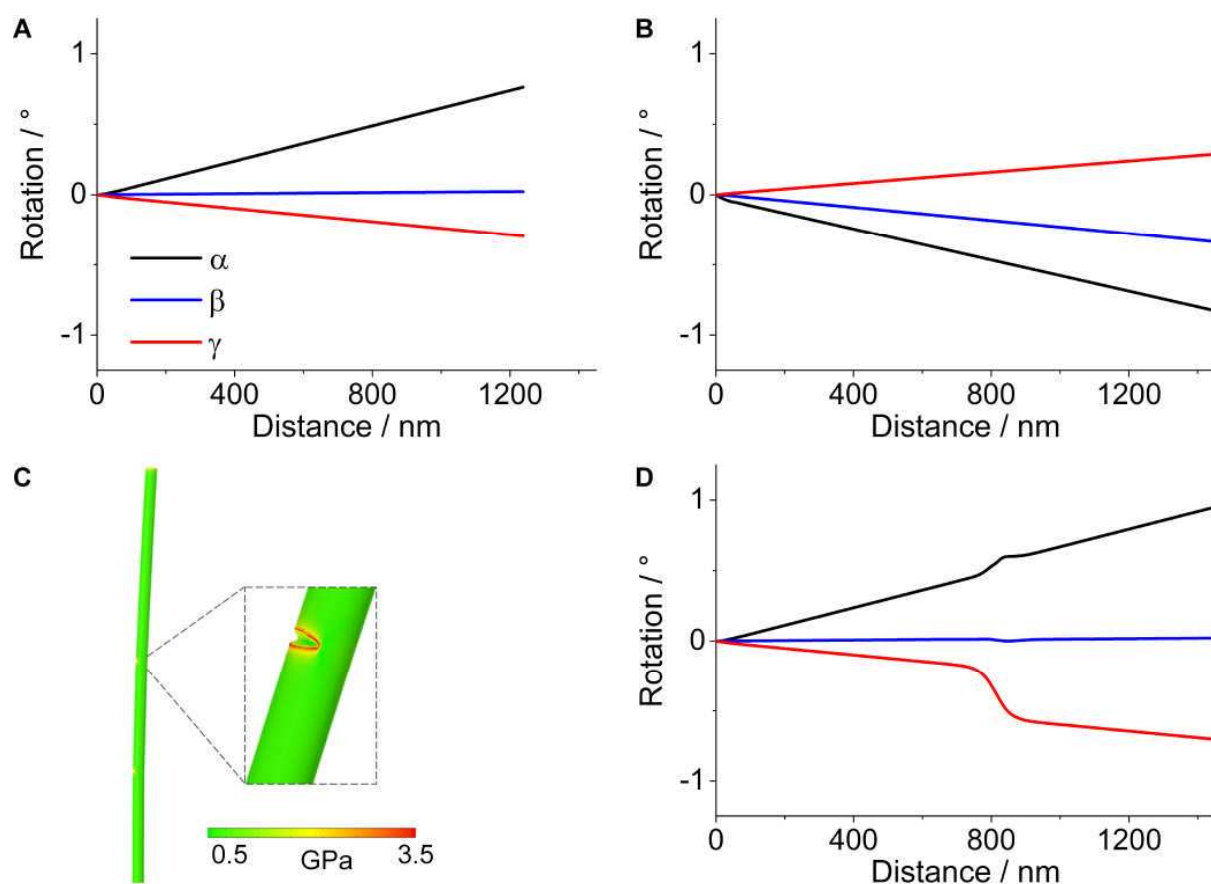 A
1
0
-1
Rotation / °
α
β
γ
0
400
800
1200
Distance / nm
B
1
0
-1
Rotation / °
0
400
800
1200
Distance / nm
C
0.5
GPa
3.5
D
1
0
-1
Rotation / °
0
400
800
1200
Distance / nm